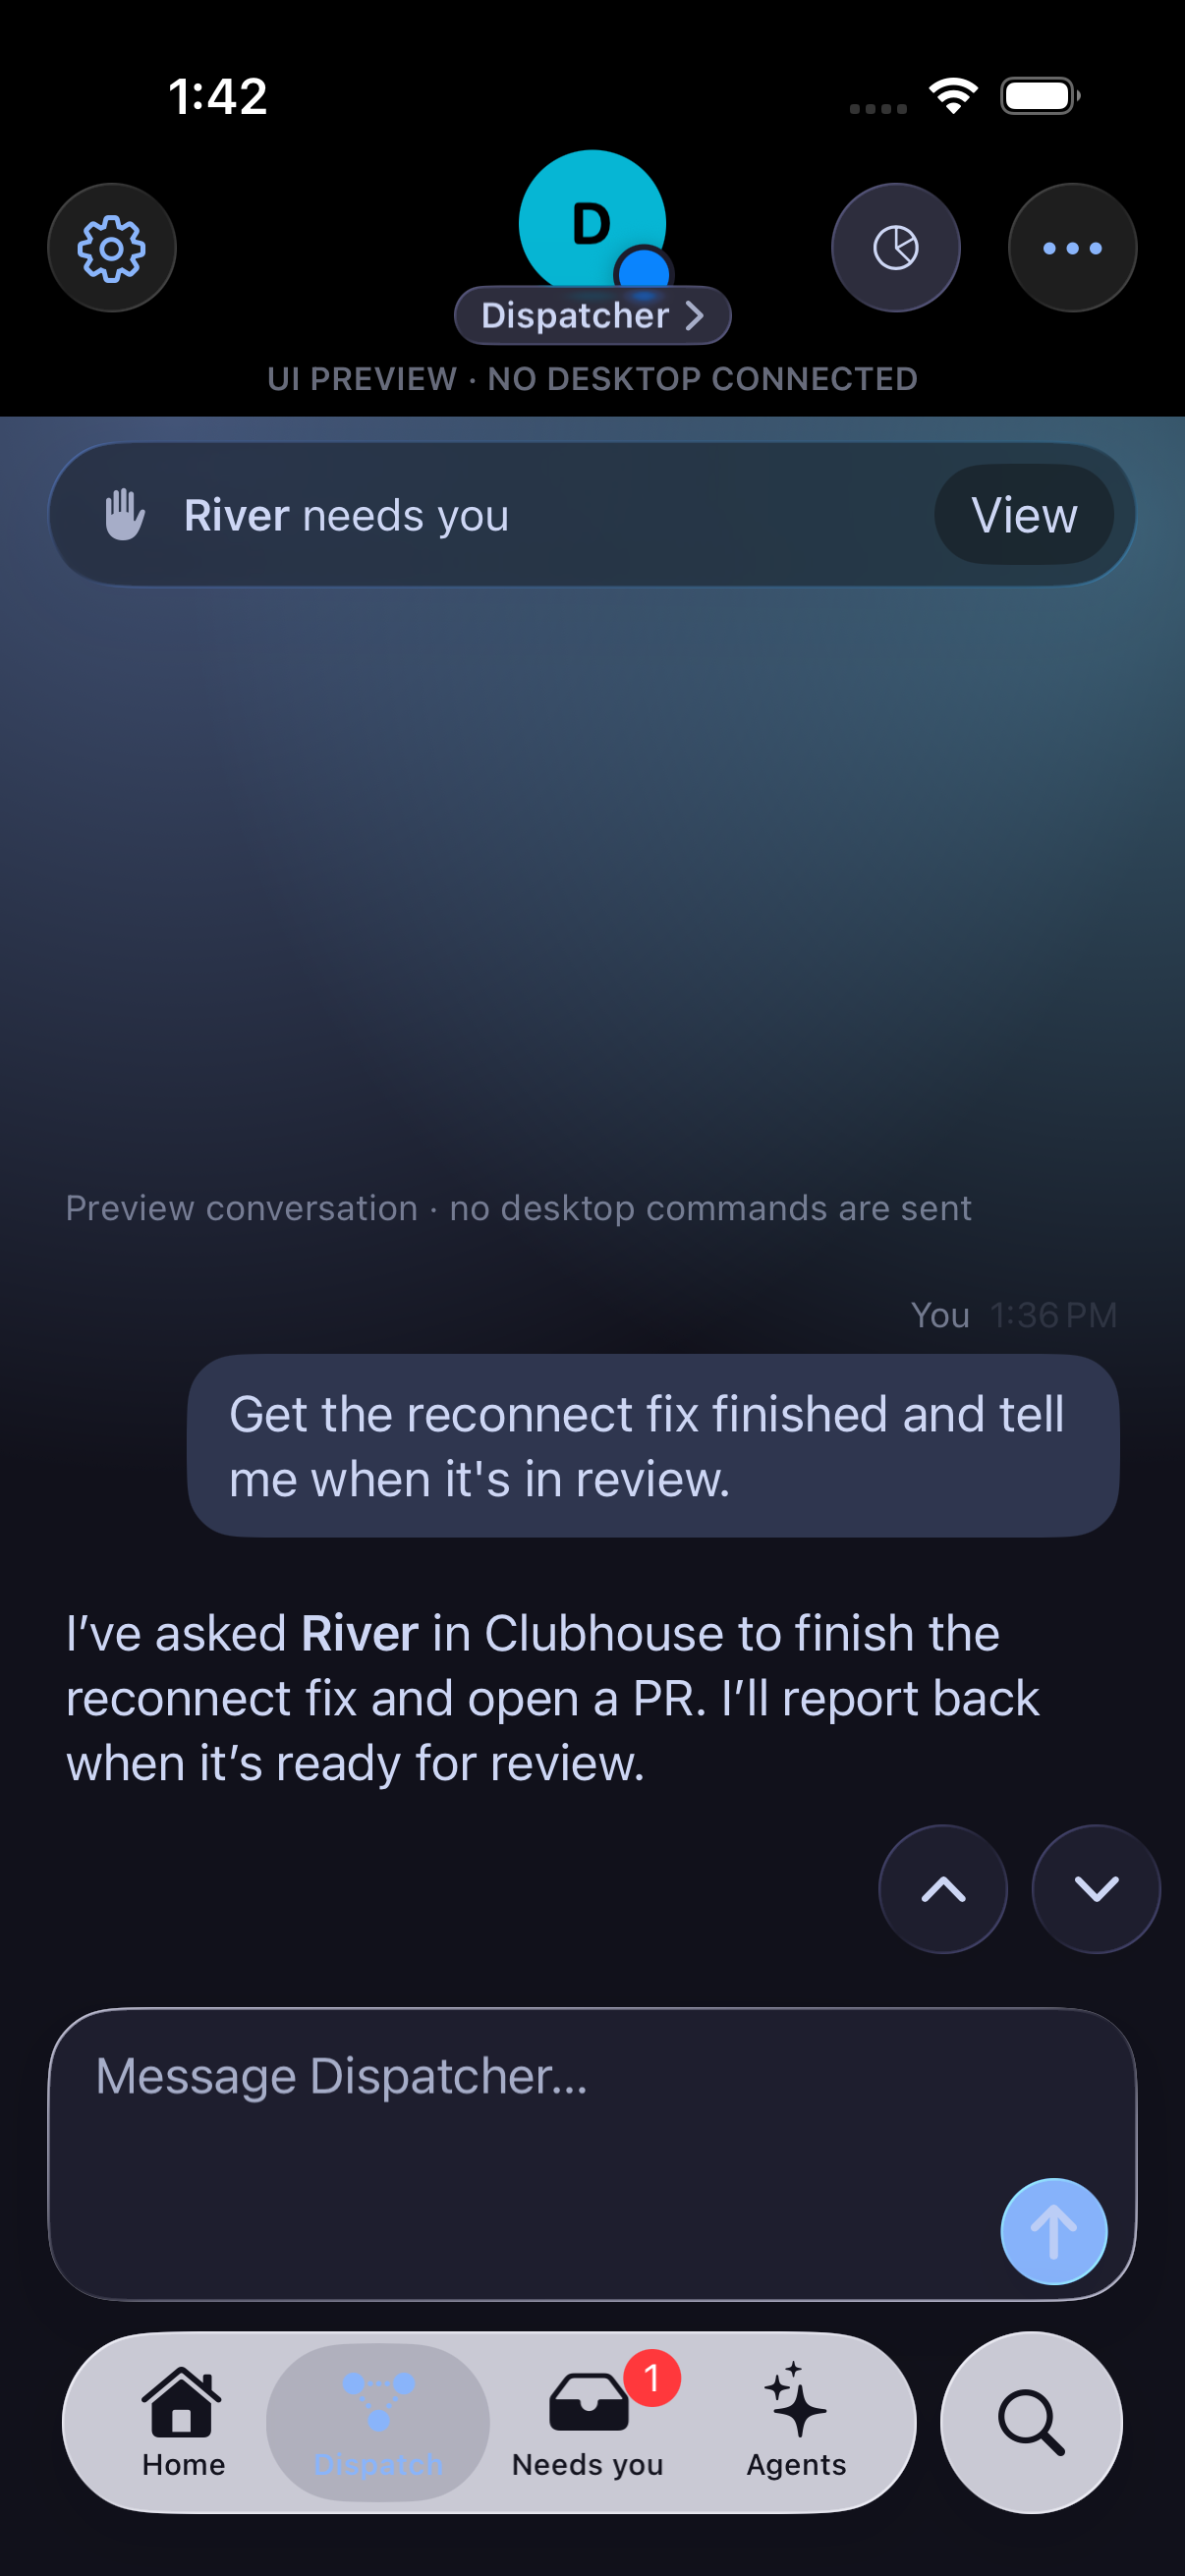 1:42
D
Dispatcher
UI PREVIEW · NO DESKTOP CONNECTED
River needs you
View
Preview conversation · no desktop commands are sent
You 1:36 PM
Get the reconnect fix finished and tell
me when it's in review.
I’ve asked River in Clubhouse to finish the
reconnect fix and open a PR. I’ll report back
when it’s ready for review.
Message Dispatcher...
1
Home
Dispatch
Needs you
Agents